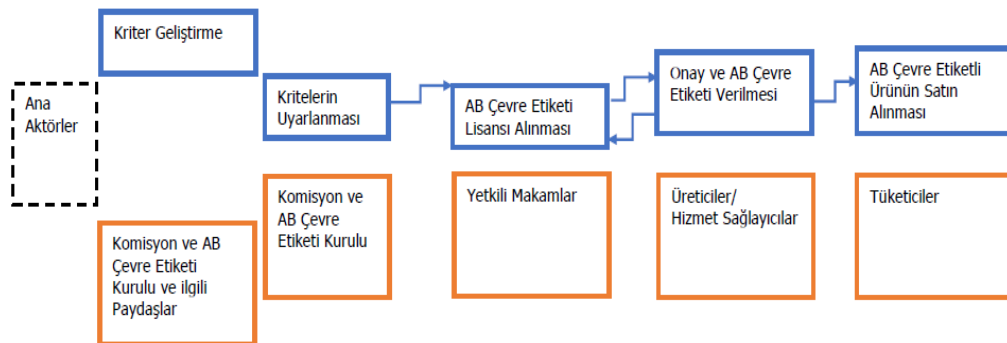 Kriter Geliştirme
Ana
Aktörler
Kritelerin
Uyarlanması
AB Çevre Etiketi
Lisansı Alınması
Onay ve AB Çevre
Etiketi Verilmesi
AB Çevre Etiketli
Ürünün Satın
Alınması
Komisyon ve AB
Çevre Etiketi
Kurulu ve ilgili
Paydaşlar
Komisyon ve
AB Çevre
Etiketi Kurulu
Yetkili Makamlar
Üreticiler/
Hizmet Sağlayıcılar
Tüketiciler